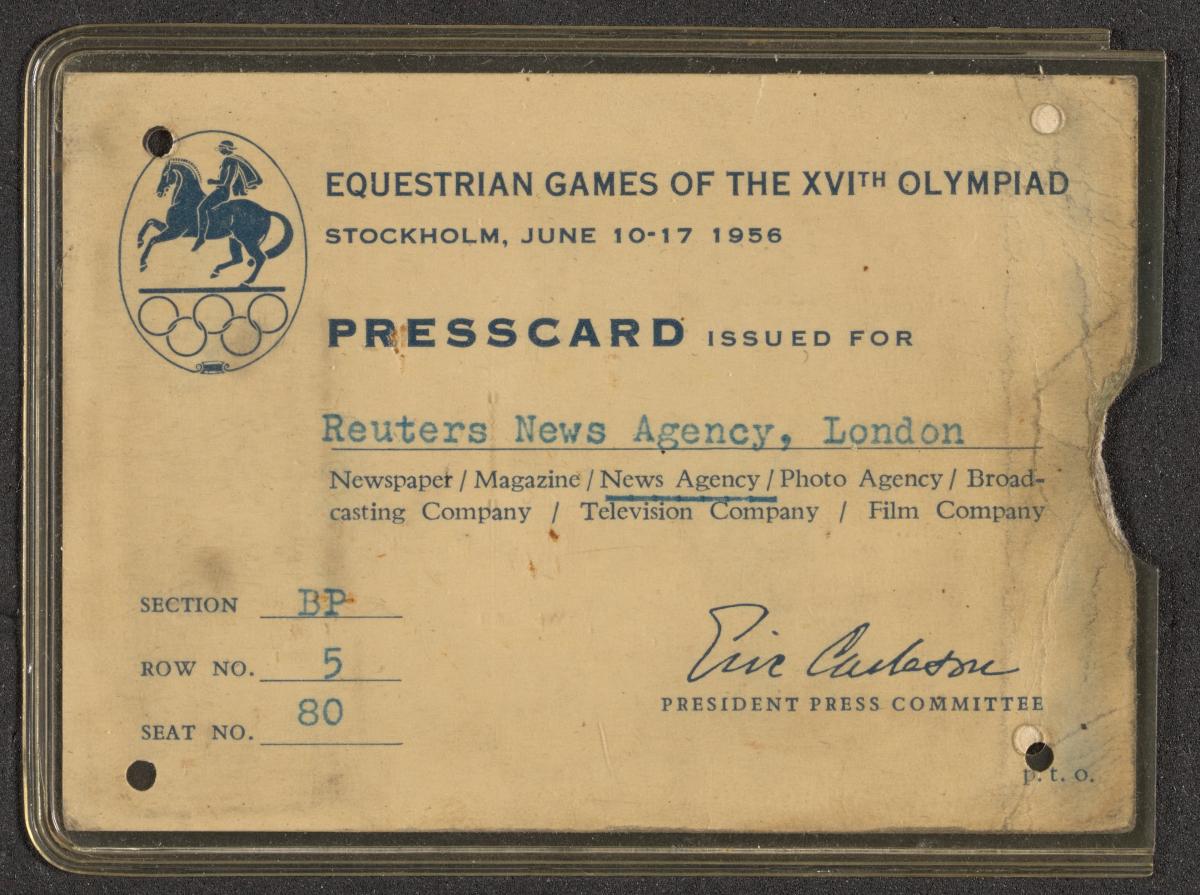 EQUESTRIAN GAMES OF THE XVITH OLYMPIAD
STOCKHOLM, JUNE 10-17 1956
PRESSCARD ISSUED FOR
Reuters News Agency, London
Newspaper / Magazine / News Agency / Photo Agency / Broad-
casting Company / Television Company / Film Company
SECTION BP
ROW NO. 5
SEAT NO. 80
Eric Carlsson
PRESIDENT PRESS COMMITTEE
p. t. o.